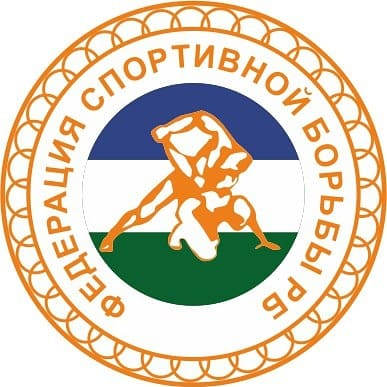 ФЕДЕРАЦИЯ СПОРТИВНОЙ БОРЬБЫ РБ